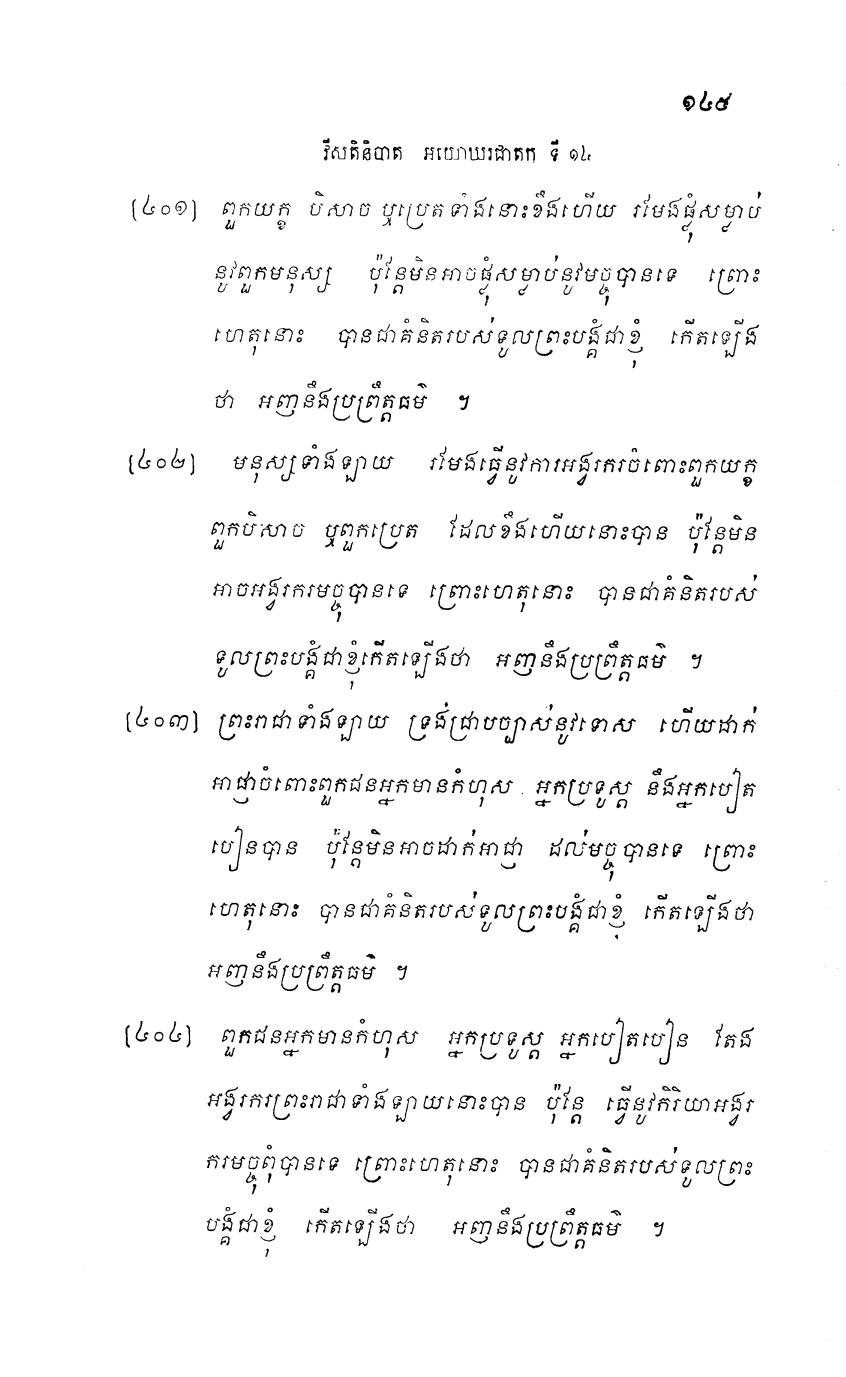 ១៤៥
វីសតិនិបាត អយោឃរជាតក ទី ១៤
[៤០១] ពួកយក្ខ បិសាច ឬប្រេតទាំងនោះខឹងហើយ រមែងផ្លុំសម្លាប់
នូវពួកមនុស្ស ប៉ុន្តែមិនអាចផ្លុំសម្លាប់នូវមច្ចុបានទេ ព្រោះ
ហេតុនោះ បានជាគំនិតរបស់ទូលព្រះបង្គំជាខ្ញុំ កើតឡើង
ថា អញនឹងប្រព្រឹត្តធម៌ ។
[៤០២] មនុស្សទាំងឡាយ រមែងធ្វើនូវការអង្វរករចំពោះពួកយក្ខ
ពួកបិសាច ឬពួកប្រេត ដែលខឹងហើយនោះបាន ប៉ុន្តែមិន
អាចអង្វរករមច្ចុបានទេ ព្រោះហេតុនោះ បានជាគំនិតរបស់
ទូលព្រះបង្គំជាខ្ញុំកើតឡើងថា អញនឹងប្រព្រឹត្តធម៌ ។
[៤០៣] ព្រះរាជាទាំងឡាយ ទ្រង់ជ្រាបច្បាស់នូវទោស ហើយដាក់
អាជ្ញាចំពោះពួកជនអ្នកមានកំហុស អ្នកប្រទូស្ត នឹងអ្នកបៀត
បៀនបាន ប៉ុន្តែមិនអាចដាក់អាជ្ញា ដល់មច្ចុបានទេ ព្រោះ
ហេតុនោះ បានជាគំនិតរបស់ទូលព្រះបង្គំជាខ្ញុំ កើតឡើងថា
អញនឹងប្រព្រឹត្តធម៌ ។
[៤០៤] ពួកជនអ្នកមានកំហុស អ្នកប្រទូស្ត អ្នកបៀតបៀន តែង
អង្វរករព្រះរាជាទាំងឡាយនោះបាន ប៉ុន្តែ ធ្វើនូវកិរិយាអង្វរ
ករមច្ចុពុំបានទេ ព្រោះហេតុនោះ បានជាគំនិតរបស់ទូលព្រះ
បង្គំជាខ្ញុំ កើតឡើងថា អញនឹងប្រព្រឹត្តធម៌ ។